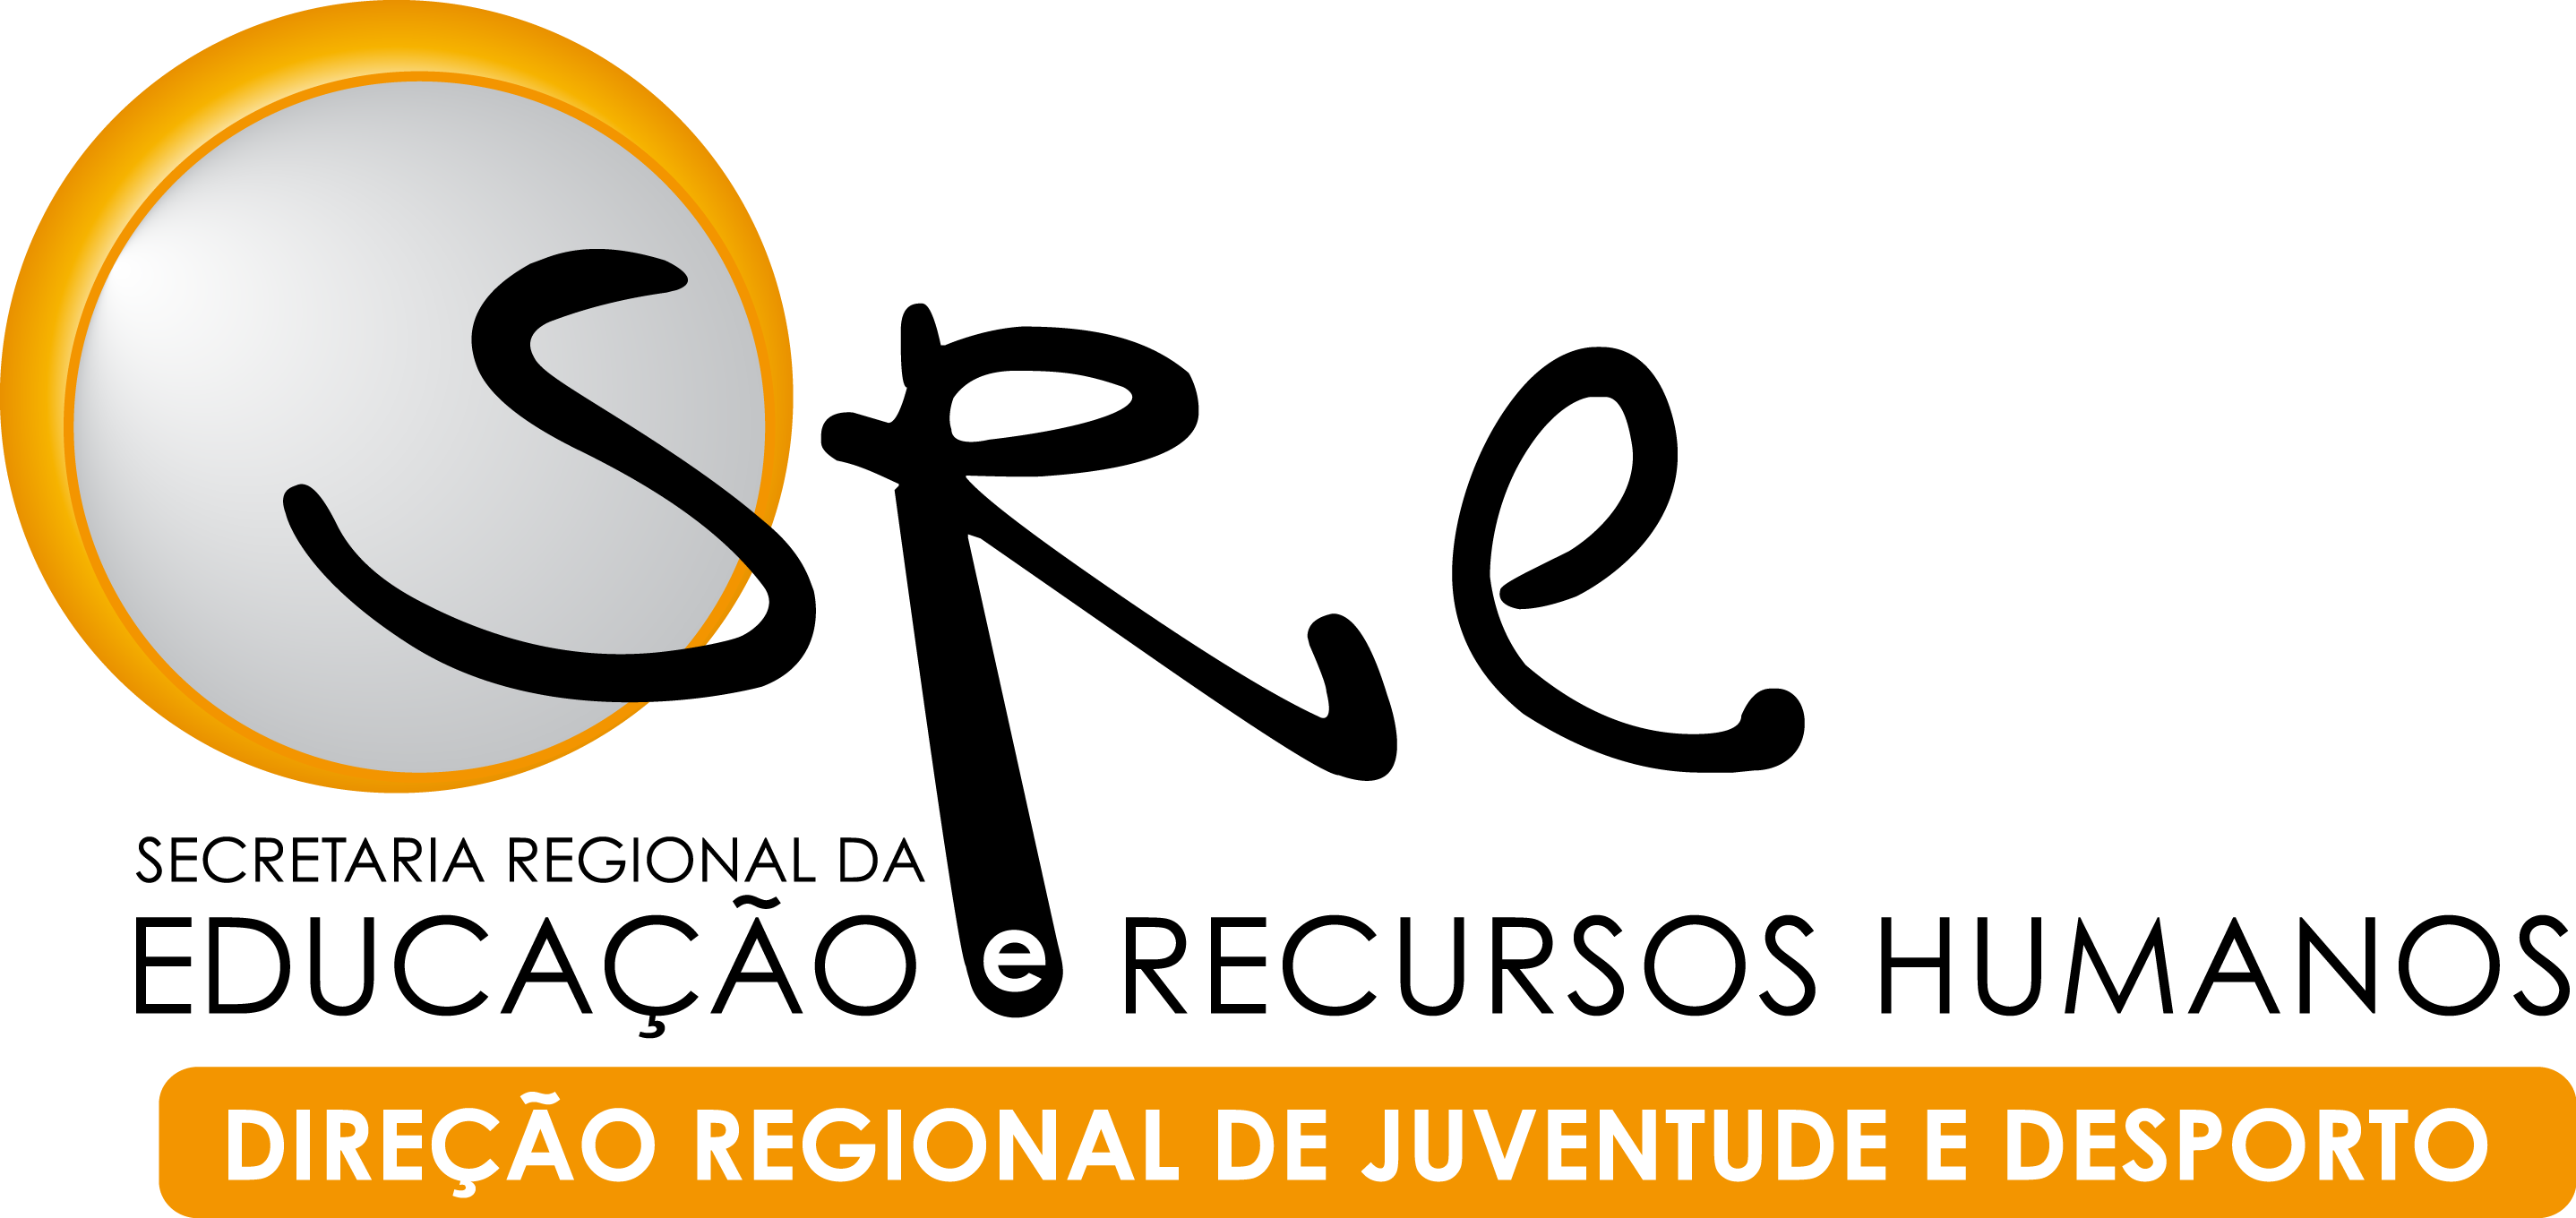 SRe
SECRETARIA REGIONAL DA
EDUCAÇÃO e RECURSOS HUMANOS
DIREÇÃO REGIONAL DE JUVENTUDE E DESPORTO